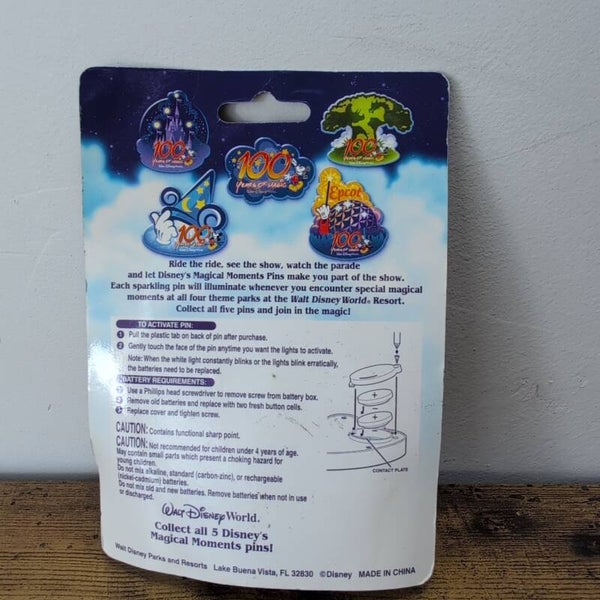 100
Years of Magic
100
Years of Magic
100
Years of Magic
Epcot
100
100
Ride the ride, see the show, watch the parade
and let Disney's Magical Moments Pins make you part of the show.
Each sparkling pin will illuminate whenever you encounter special magical
moments at all four theme parks at the Walt Disney World® Resort.
Collect all five pins and join in the magic!
TO ACTIVATE PIN:
1 Pull the plastic tab on back of pin after purchase.
2 Gently touch the face of the pin anytime you want the lights to activate.
Note: When the white light constantly blinks or the lights blink erratically,
the batteries need to be replaced.
BATTERY REQUIREMENTS:
1 Use a Phillips head screwdriver to remove screw from battery box.
2 Remove old batteries and replace with two fresh button cells.
3 Replace cover and tighten screw.
CAUTION: Contains functional sharp point.
CAUTION: Not recommended for children under 4 years of age.
May contain small parts which present a choking hazard for
young children.
Do not mix alkaline, standard (carbon-zinc), or rechargeable
(nickel-cadmium) batteries.
Do not mix old and new batteries. Remove batteries when not in use
or discharged.
+
+
CONTACT PLATE
Walt Disney World.
Collect all 5 Disney's
Magical Moments pins!
Walt Disney Parks and Resorts Lake Buena Vista, FL 32830 ©Disney MADE IN CHINA